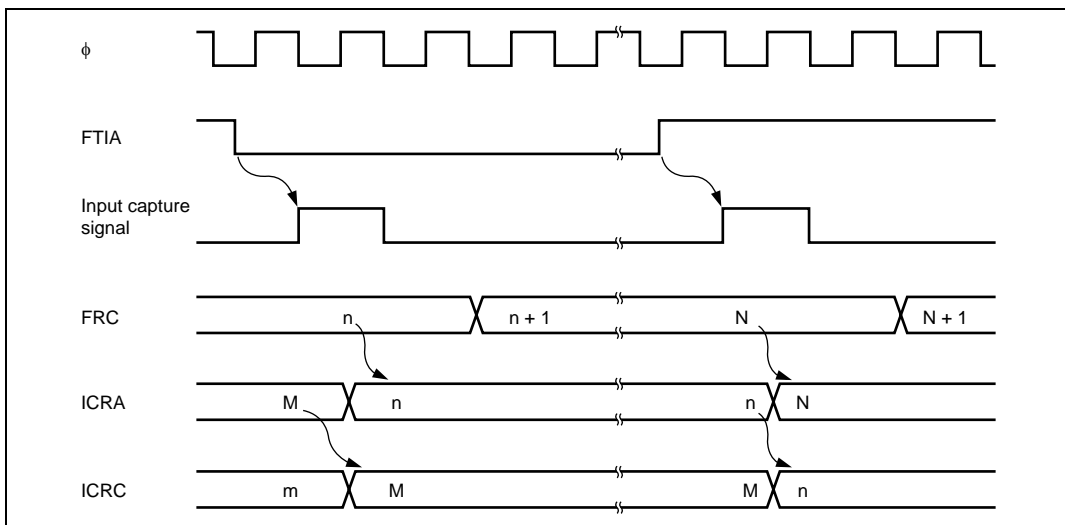 ϕ
FTIA
Input capture
signal
FRC n n + 1 N N + 1
ICRA M n n N
ICRC m M M n